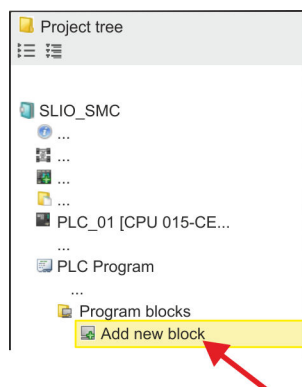 Project tree
SLIO_SMC
...
...
...
...
PLC_01 [CPU 015-CE...
...
PLC Program
...
Program blocks
Add new block